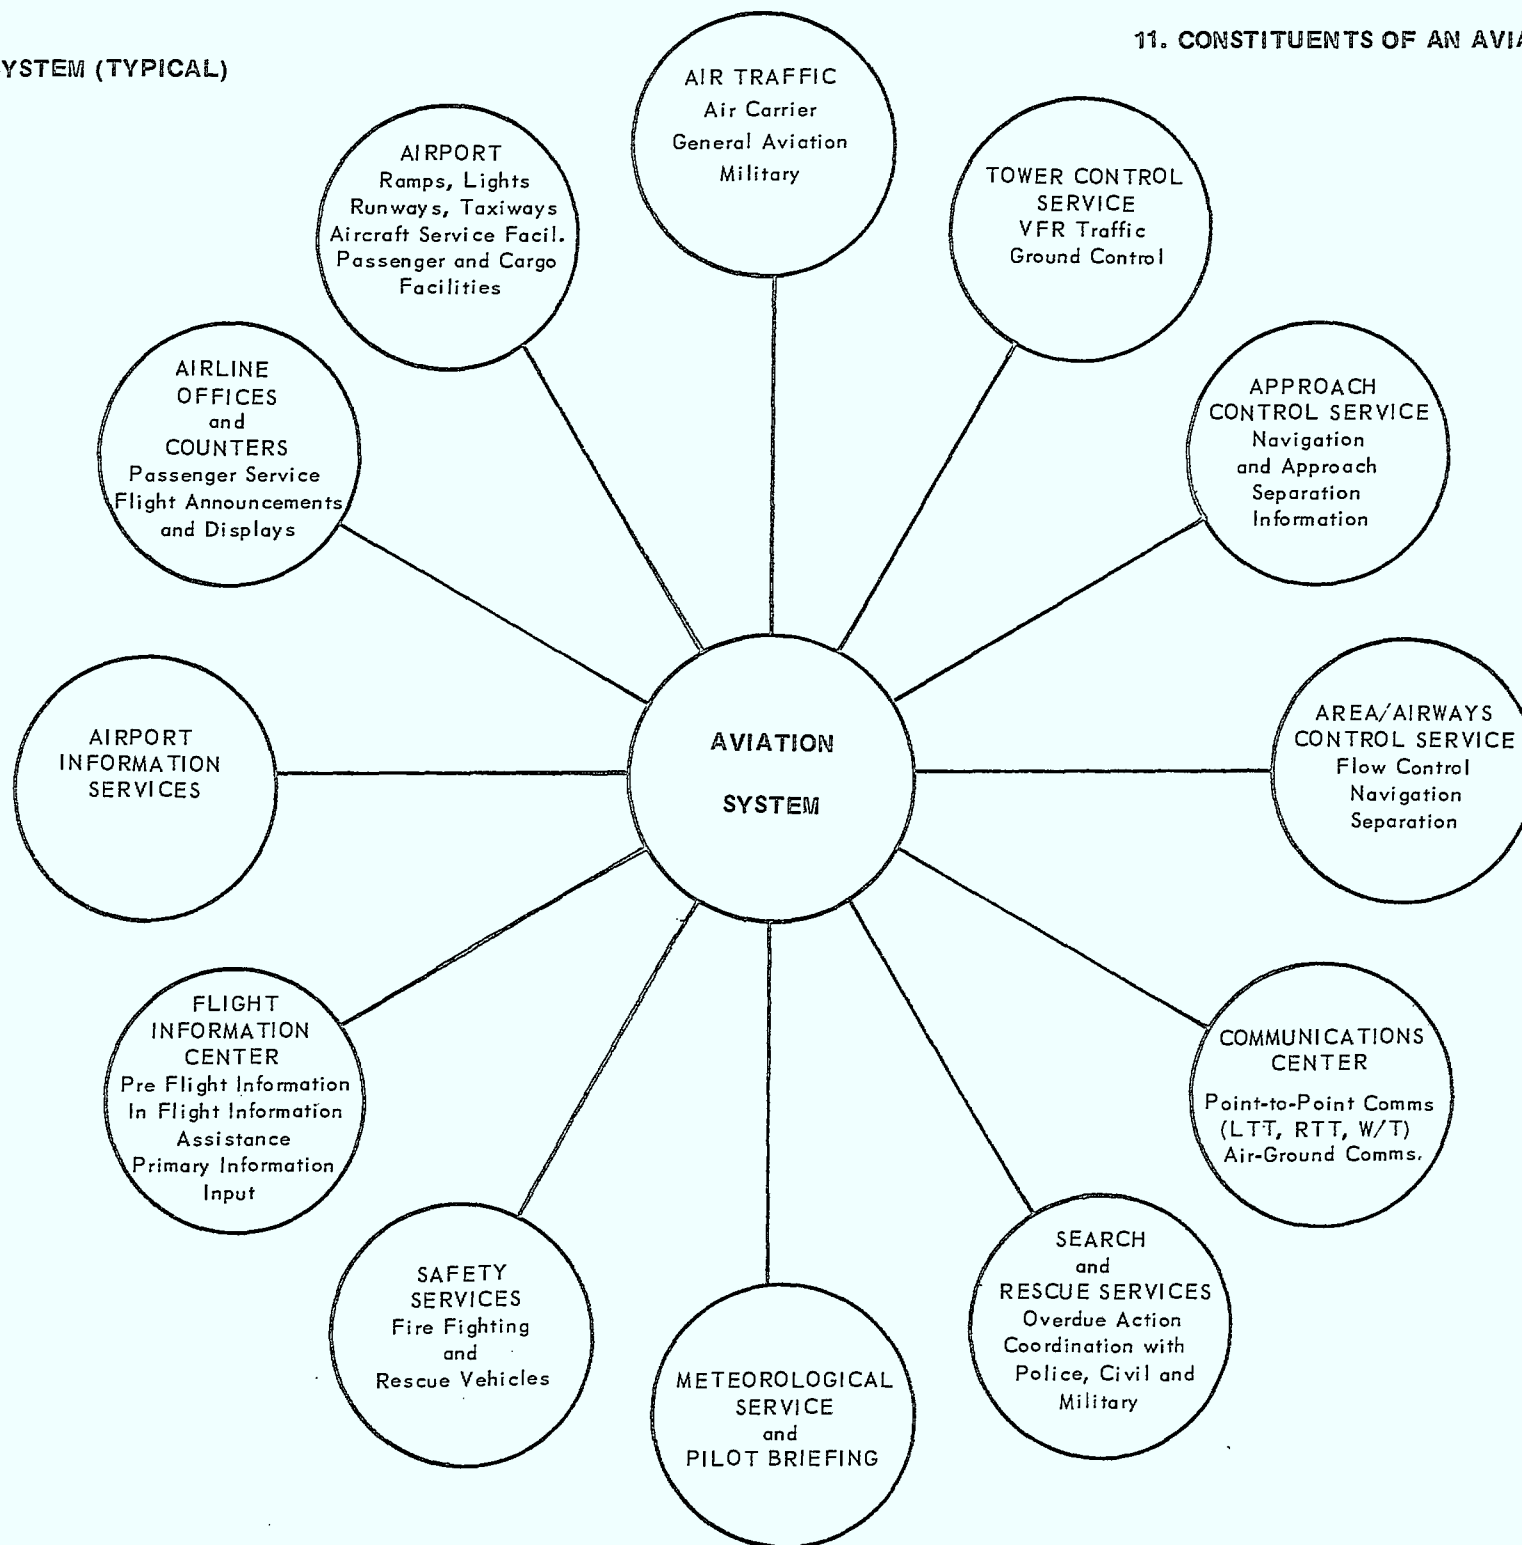 YSTEM (TYPICAL)
11. CONSTITUENTS OF AN AVIA
AIR TRAFFIC
Air Carrier
General Aviation
Military
TOWER CONTROL
SERVICE
VFR Traffic
Ground Control
APPROACH
CONTROL SERVICE
Navigation
and Approach
Separation
Information
AREA/AIRWAYS
CONTROL SERVICE
Flow Control
Navigation
Separation
COMMUNICATIONS
CENTER
Point-to-Point Comms
(LTT, RTT, W/T)
Air-Ground Comms.
SEARCH
and
RESCUE SERVICES
Overdue Action
Coordination with
Police, Civil and
Military
METEOROLOGICAL
SERVICE
and
PILOT BRIEFING
SAFETY
SERVICES
Fire Fighting
and
Rescue Vehicles
FLIGHT
INFORMATION
CENTER
Pre Flight Information
In Flight Information
Assistance
Primary Information
Input
AIRPORT
INFORMATION
SERVICES
AIRLINE
OFFICES
and
COUNTERS
Passenger Service
Flight Announcements
and Displays
AIRPORT
Ramps, Lights
Runways, Taxiways
Aircraft Service Facil.
Passenger and Cargo
Facilities
AVIATION
SYSTEM